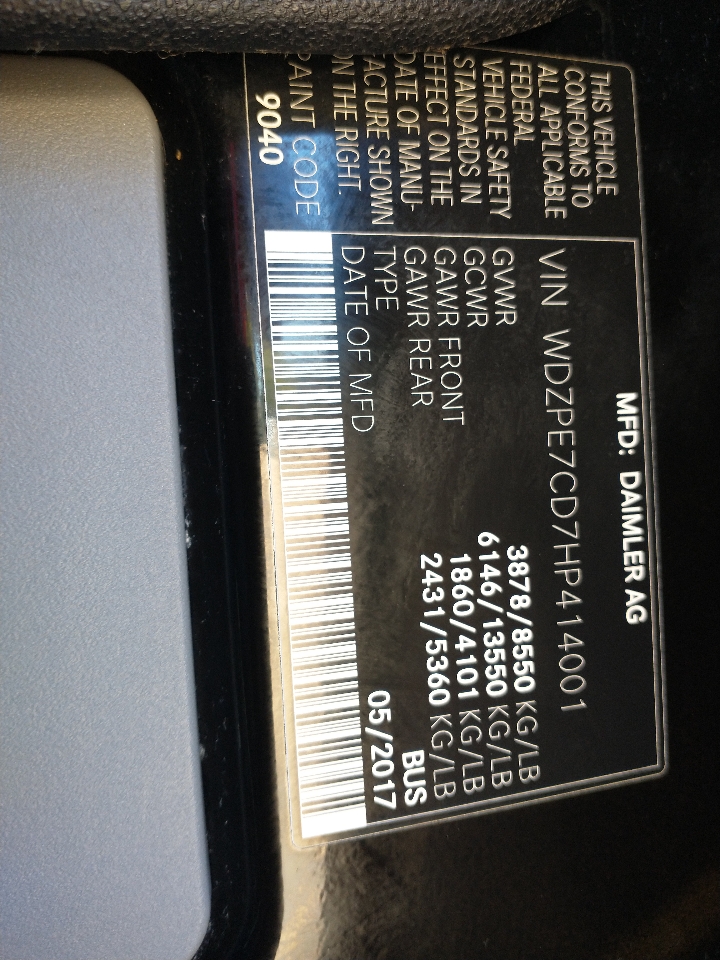 MFD: DAIMLER AG
THIS VEHICLE
CONFORMS TO
ALL APPLICABLE
FEDERAL
VEHICLE SAFETY
STANDARDS IN
EFFECT ON THE
DATE OF MANU-
FACTURE SHOWN
ON THE RIGHT.
PAINT CODE
9040
VIN WDZPE7CD7HP414001
GVWR 3878/8550 KG/LB
GCWR 6146/13550 KG/LB
GAWR FRONT 1860/4101 KG/LB
GAWR REAR 2431/5360 KG/LB
TYPE BUS
DATE OF MFD 05/2017